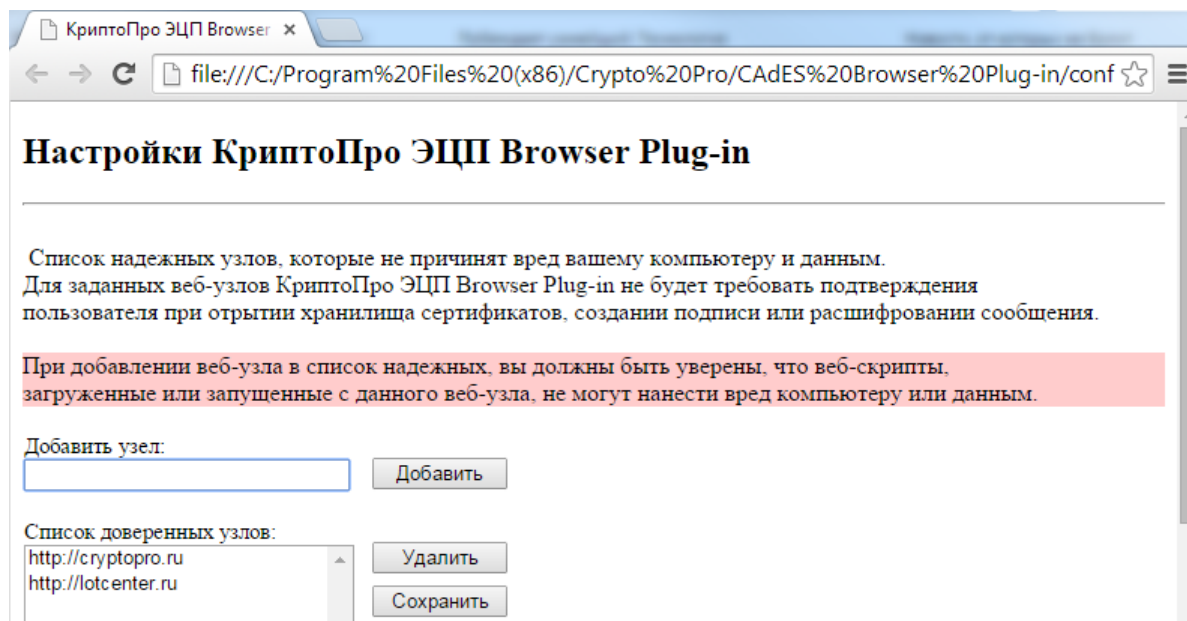 КриптоПро ЭЦП Browser
file:///C:/Program%20Files%20(x86)/Crypto%20Pro/CAdES%20Browser%20Plug-in/conf
Настройки КриптоПро ЭЦП Browser Plug-in
Список надежных узлов, которые не причинят вред вашему компьютеру и данным.
Для заданных веб-узлов КриптоПро ЭЦП Browser Plug-in не будет требовать подтверждения
пользователя при отрытии хранилища сертификатов, создании подписи или расшифровании сообщения.
При добавлении веб-узла в список надежных, вы должны быть уверены, что веб-скрипты,
загруженные или запущенные с данного веб-узла, не могут нанести вред компьютеру или данным.
Добавить узел:
Добавить
Список доверенных узлов:
http://cryptopro.ru
Удалить
http://lotcenter.ru
Сохранить